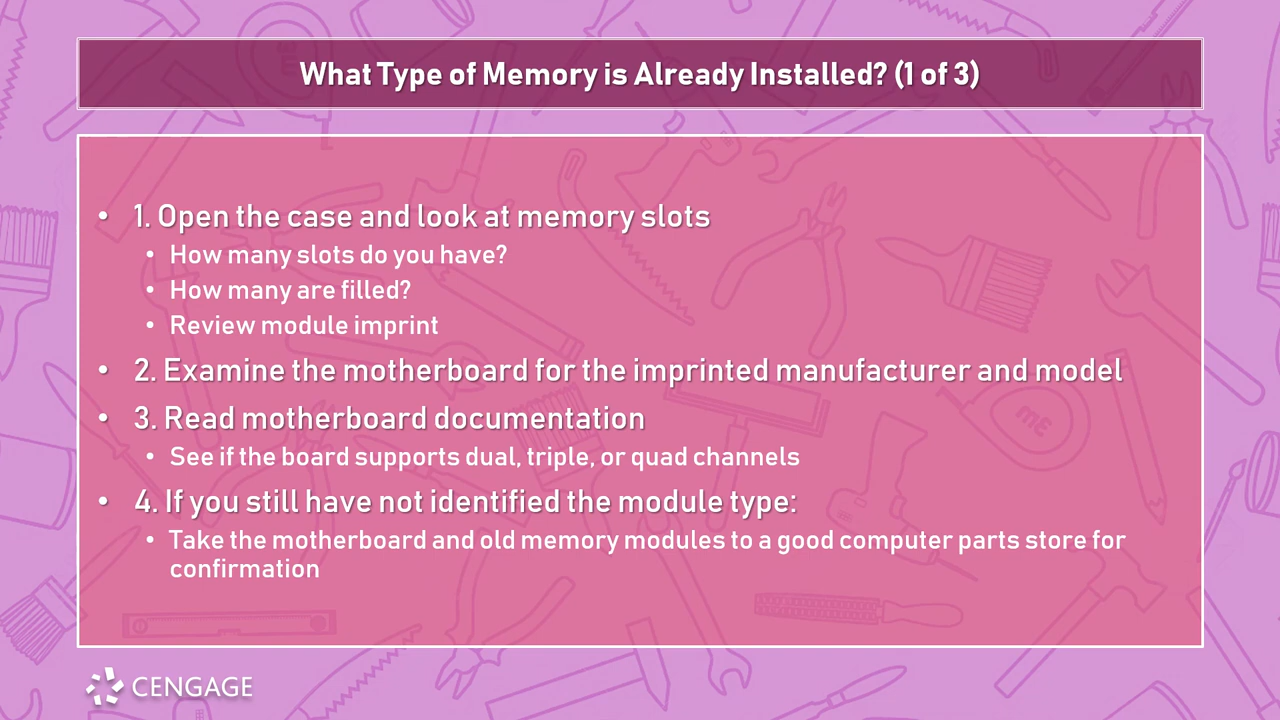 What Type of Memory is Already Installed? (1 of 3)
• 1. Open the case and look at memory slots
• How many slots do you have?
• How many are filled?
• Review module imprint
• 2. Examine the motherboard for the imprinted manufacturer and model
• 3. Read motherboard documentation
• See if the board supports dual, triple, or quad channels
• 4. If you still have not identified the module type:
• Take the motherboard and old memory modules to a good computer parts store for
confirmation
CENGAGE